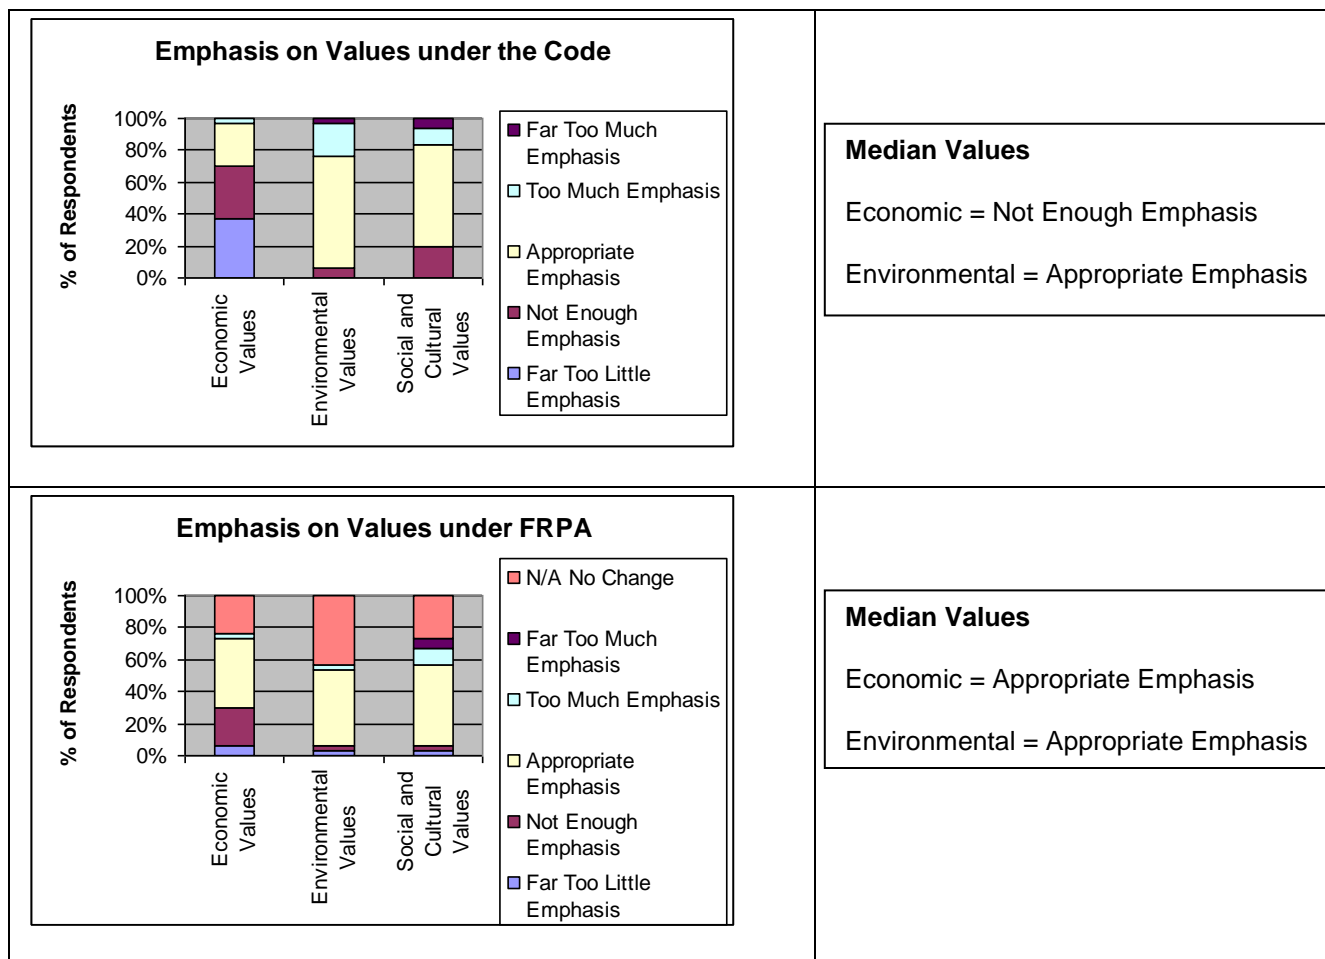 Emphasis on Values under the Code
% of Respondents
100%
80%
60%
40%
20%
0%
Economic
Values
Environmental
Values
Social and
Cultural
Values
Far Too Much
Emphasis
Too Much Emphasis
Appropriate
Emphasis
Not Enough
Emphasis
Far Too Little
Emphasis
Median Values
Economic = Not Enough Emphasis
Environmental = Appropriate Emphasis
Emphasis on Values under FRPA
% of Respondents
100%
80%
60%
40%
20%
0%
Economic
Values
Environmental
Values
Social and
Cultural
Values
N/A No Change
Far Too Much
Emphasis
Too Much Emphasis
Appropriate
Emphasis
Not Enough
Emphasis
Far Too Little
Emphasis
Median Values
Economic = Appropriate Emphasis
Environmental = Appropriate Emphasis